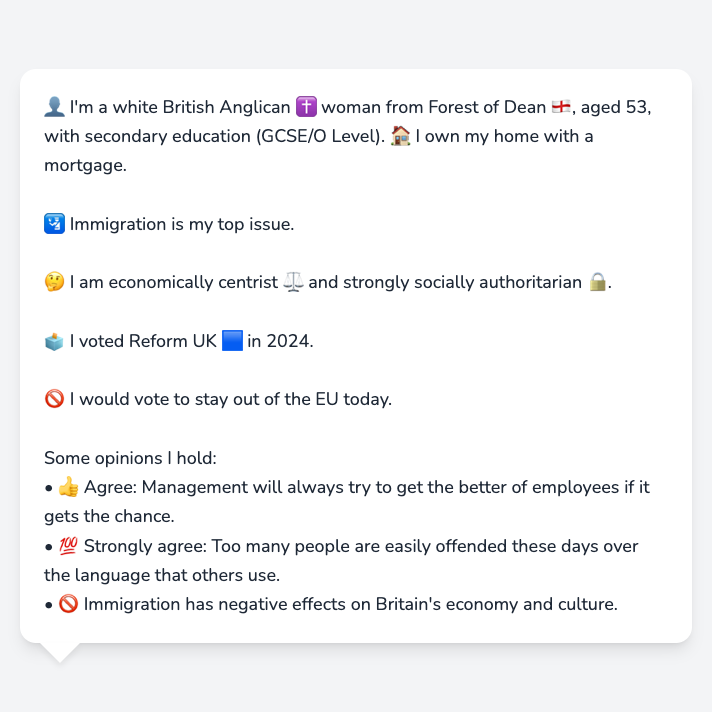 👤 I'm a white British Anglican ✝️ woman from Forest of Dean 🏴󠁧󠁢󠁥󠁮󠁧󠁿, aged 53,
with secondary education (GCSE/O Level). 🏠 I own my home with a
mortgage.
🛂 Immigration is my top issue.
🤔 I am economically centrist ⚖️ and strongly socially authoritarian 🔒.
🗳️ I voted Reform UK 🟦 in 2024.
🚫 I would vote to stay out of the EU today.
Some opinions I hold:
• 👍 Agree: Management will always try to get the better of employees if it
gets the chance.
• 💯 Strongly agree: Too many people are easily offended these days over
the language that others use.
• 🚫 Immigration has negative effects on Britain's economy and culture.